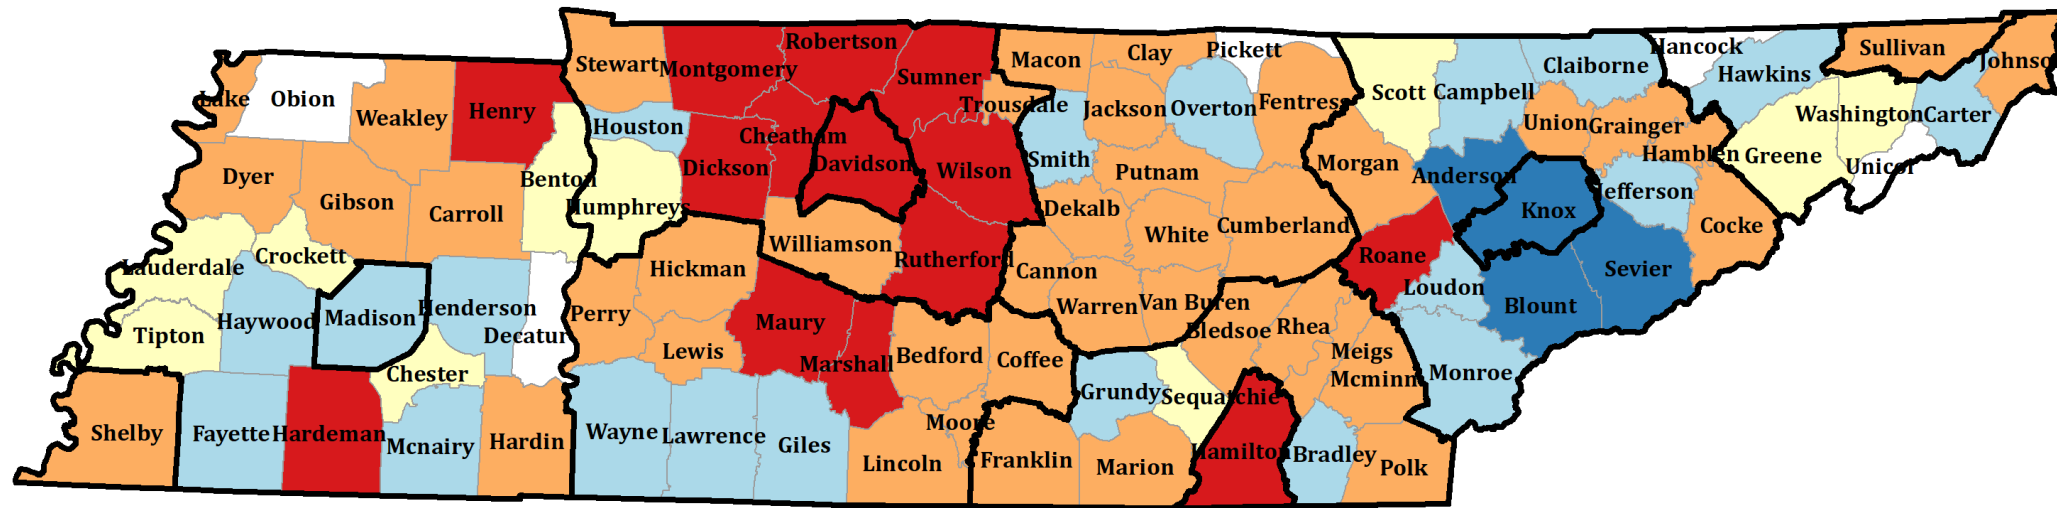 Lake
Obion
Weakley
Henry
Stewart
Montgomery
Robertson
Sumner
Macon
Clay
Pickett
Scott
Campbell
Claiborne
Hancock
Hawkins
Sullivan
Johnso
Houston
Cheatham
Trousdale
Jackson
Overton
Fentress
Union
Grainger
Hamblen
Greene
Washington
Carter
Unicoi
Dyer
Gibson
Carroll
Benton
Humphreys
Dickson
Davidson
Wilson
Smith
Putnam
Morgan
Anderson
Knox
Jefferson
Cocke
Lauderdale
Crockett
Williamson
Rutherford
Dekalb
White
Cumberland
Roane
Loudon
Blount
Sevier
Tipton
Haywood
Madison
Henderson
Decatur
Perry
Hickman
Lewis
Maury
Marshall
Bedford
Cannon
Coffee
Warren
Van Buren
Bledsoe
Rhea
Meigs
Mcminn
Monroe
Shelby
Fayette
Hardeman
Chester
Mcnairy
Hardin
Wayne
Lawrence
Giles
Lincoln
Moore
Franklin
Grundy
Sequatchie
Marion
Hamilton
Bradley
Polk